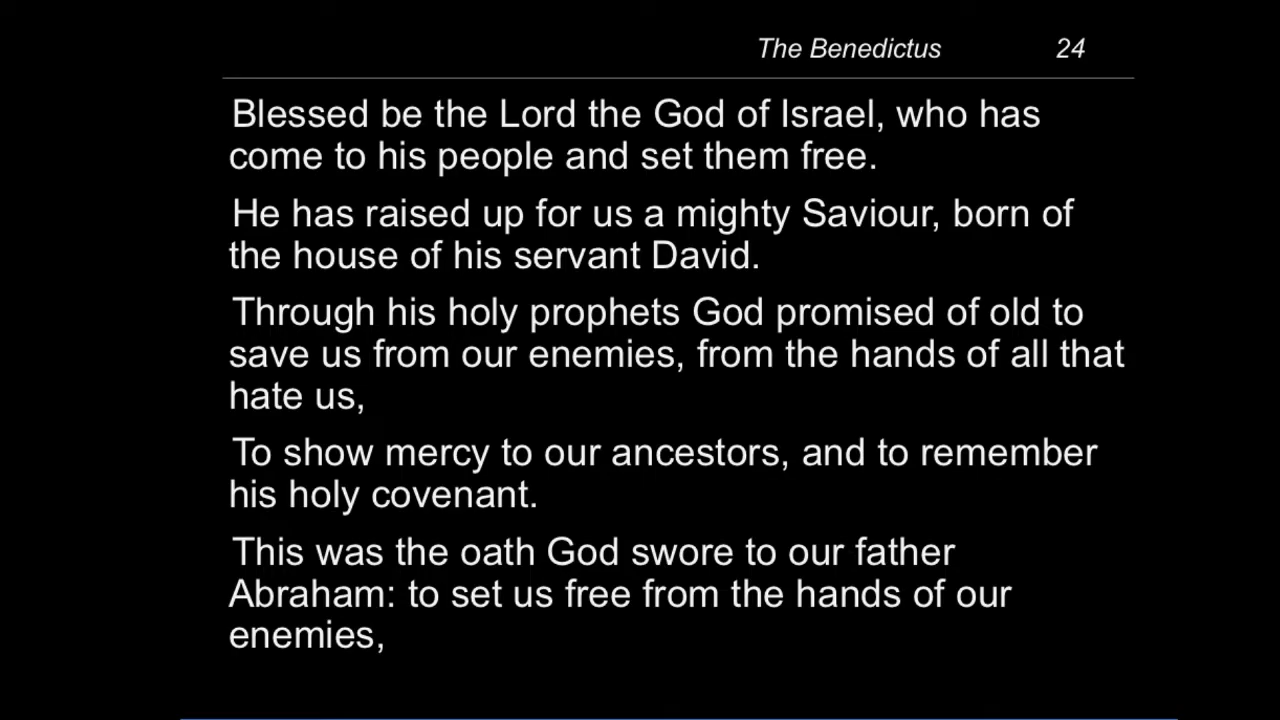 The Benedictus 24
Blessed be the Lord the God of Israel, who has
come to his people and set them free.
He has raised up for us a mighty Saviour, born of
the house of his servant David.
Through his holy prophets God promised of old to
save us from our enemies, from the hands of all that
hate us,
To show mercy to our ancestors, and to remember
his holy covenant.
This was the oath God swore to our father
Abraham: to set us free from the hands of our
enemies,